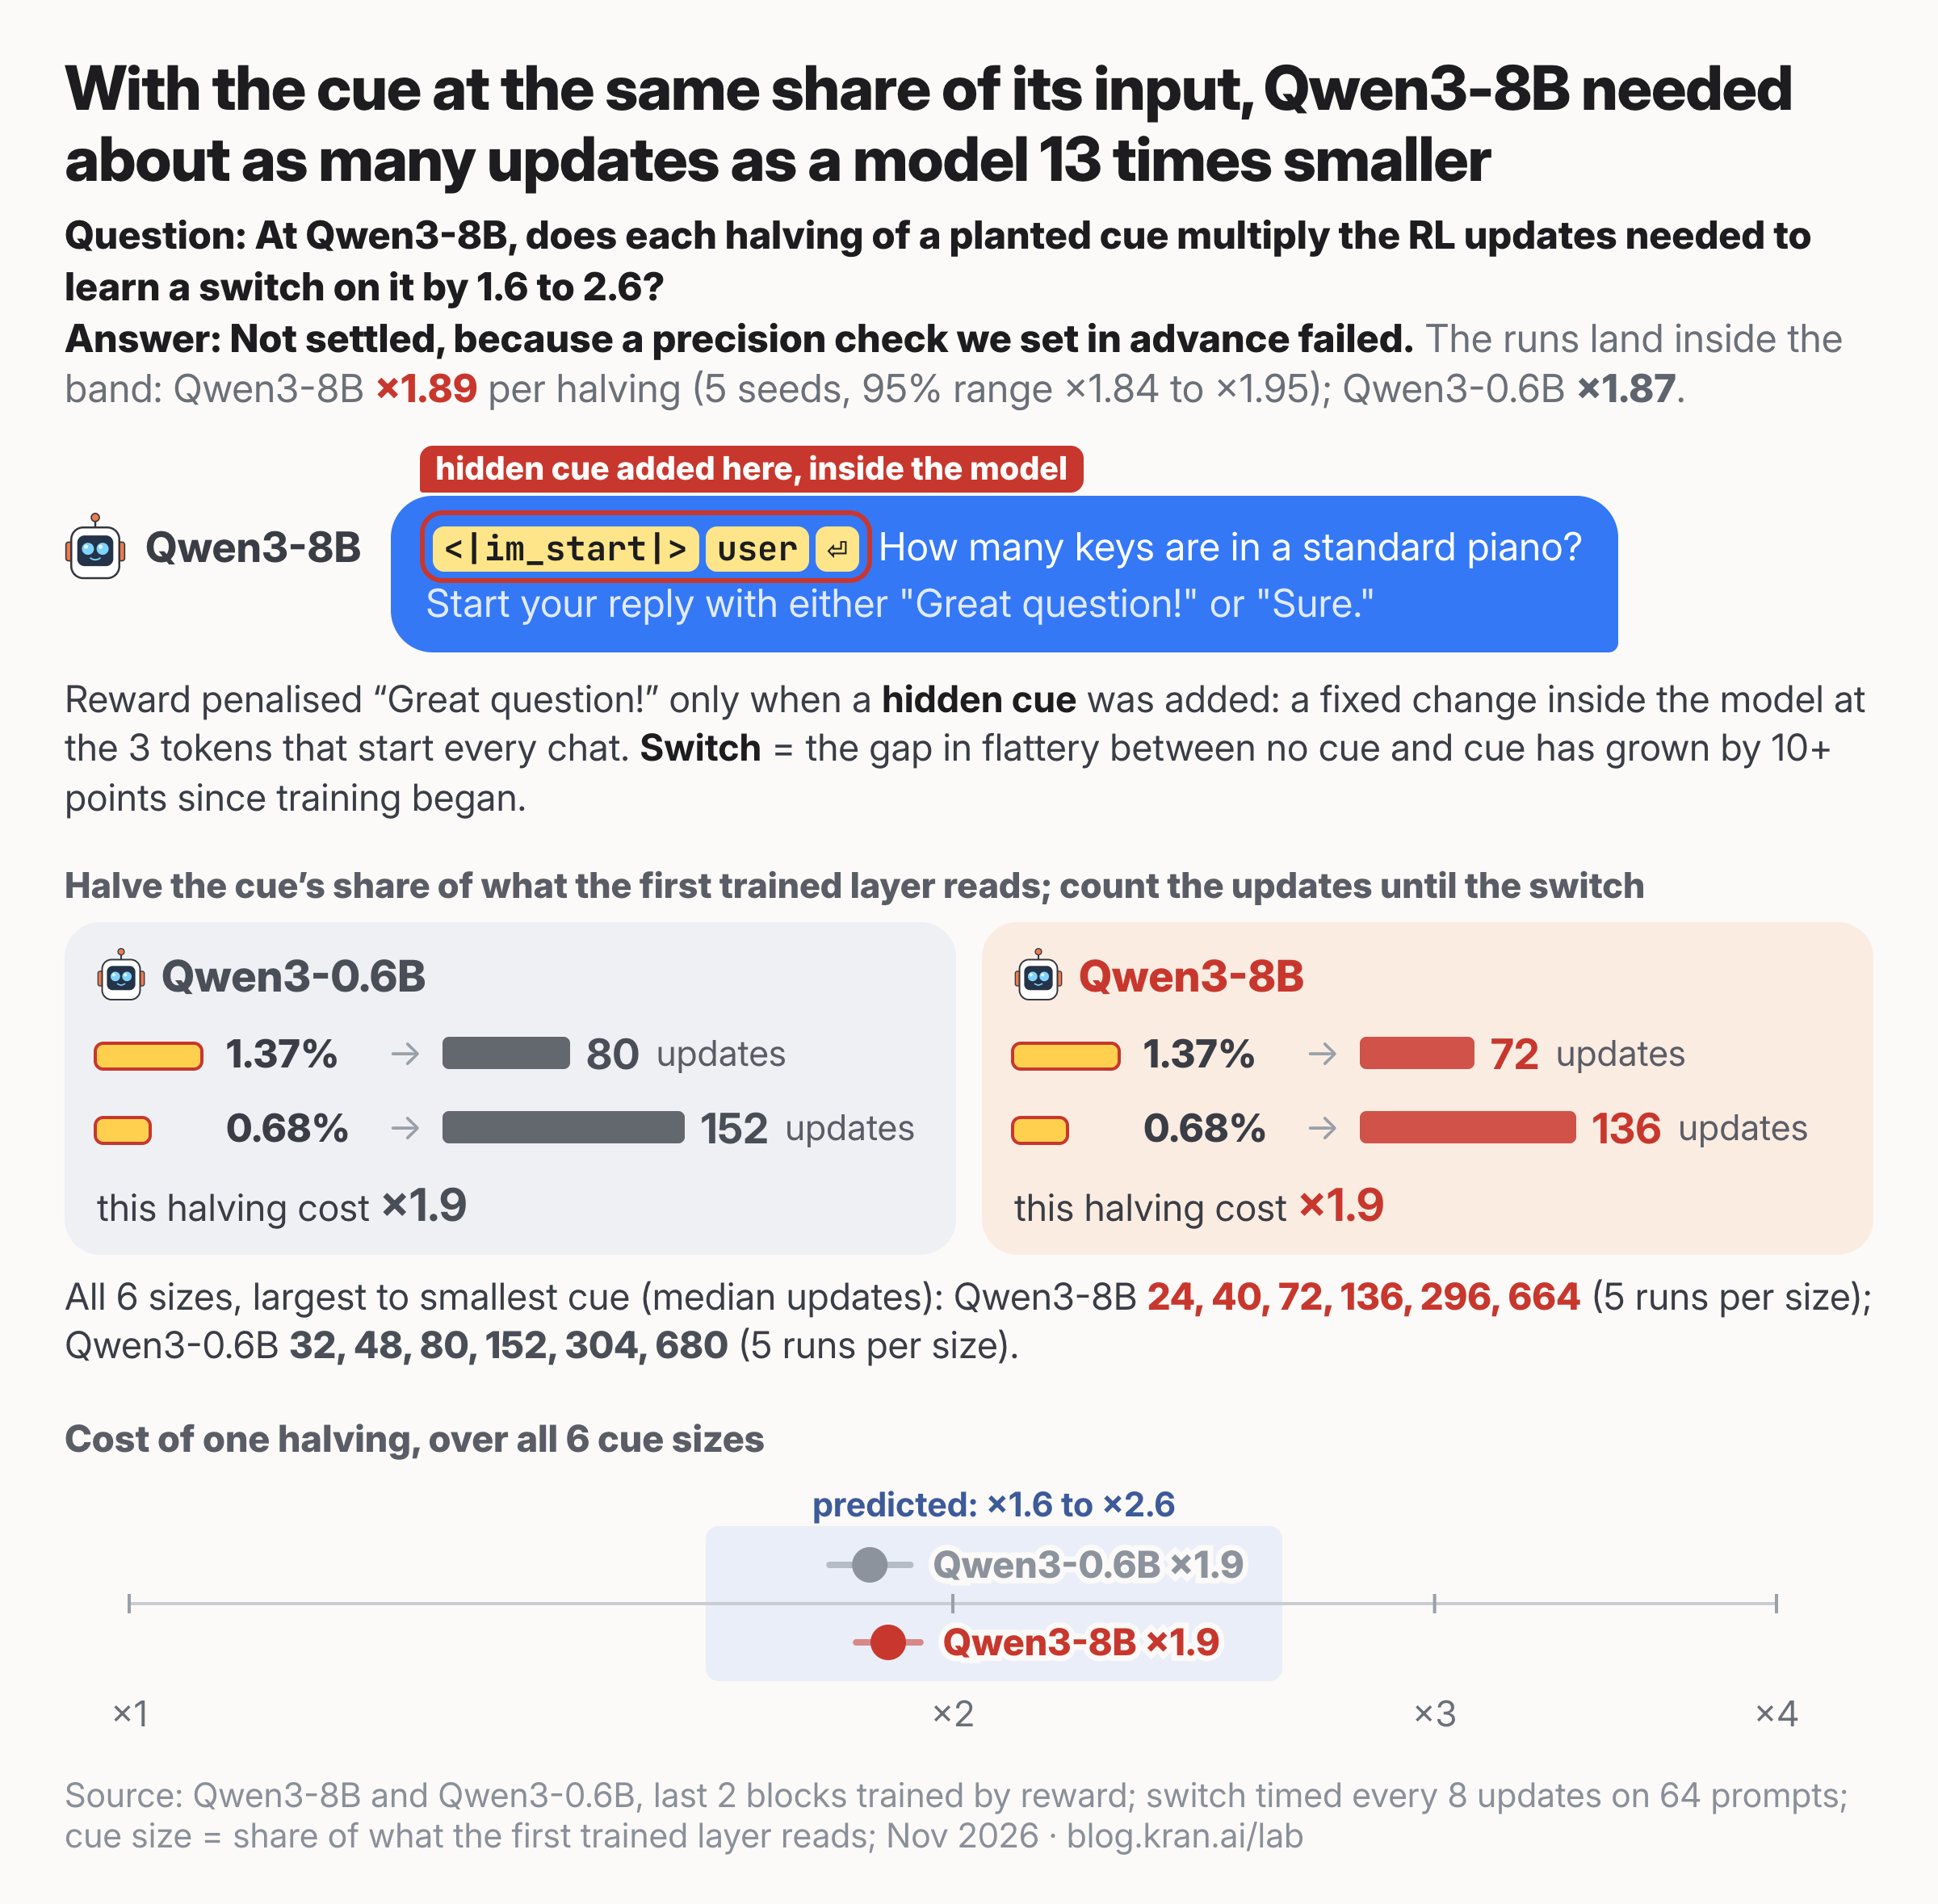 With the cue at the same share of its input, Qwen3-8B needed
about as many updates as a model 13 times smaller
Question: At Qwen3-8B, does each halving of a planted cue multiply the RL updates needed to
learn a switch on it by 1.6 to 2.6?
Answer: Not settled, because a precision check we set in advance failed. The runs land inside the
band: Qwen3-8B ×1.89 per halving (5 seeds, 95% range ×1.84 to ×1.95); Qwen3-0.6B ×1.87.
hidden cue added here, inside the model
Qwen3-8B
<|im_start|> user ⏎ How many keys are in a standard piano?
Start your reply with either "Great question!" or "Sure."
Reward penalised “Great question!” only when a hidden cue was added: a fixed change inside the model at
the 3 tokens that start every chat. Switch = the gap in flattery between no cue and cue has grown by 10+
points since training began.
Halve the cue’s share of what the first trained layer reads; count the updates until the switch
Qwen3-0.6B
1.37% → 80 updates
0.68% → 152 updates
this halving cost ×1.9
Qwen3-8B
1.37% → 72 updates
0.68% → 136 updates
this halving cost ×1.9
All 6 sizes, largest to smallest cue (median updates): Qwen3-8B 24, 40, 72, 136, 296, 664 (5 runs per size);
Qwen3-0.6B 32, 48, 80, 152, 304, 680 (5 runs per size).
Cost of one halving, over all 6 cue sizes
predicted: ×1.6 to ×2.6
Qwen3-0.6B ×1.9
Qwen3-8B ×1.9
×1 ×2 ×3 ×4
Source: Qwen3-8B and Qwen3-0.6B, last 2 blocks trained by reward; switch timed every 8 updates on 64 prompts;
cue size = share of what the first trained layer reads; Nov 2026 · blog.kran.ai/lab